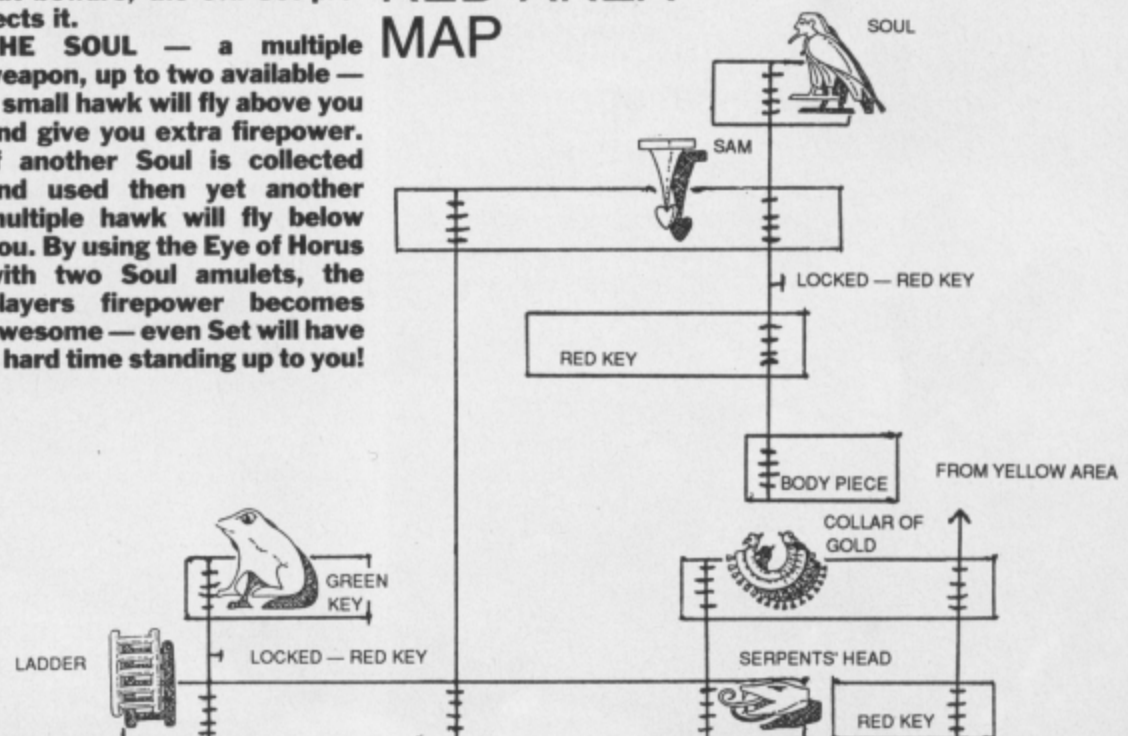 ects it.
HE SOUL — a multiple
eapon, up to two available —
small hawk will fly above you
nd give you extra firepower.
f another Soul is collected
nd used then yet another
multiple hawk will fly below
ou. By using the Eye of Horus
ith two Soul amulets, the
layers firepower becomes
wesome — even Set will have
hard time standing up to you!
MAP
SOUL
SAM
LOCKED — RED KEY
RED KEY
BODY PIECE
FROM YELLOW AREA
COLLAR OF
GOLD
GREEN
KEY
LADDER
LOCKED — RED KEY
SERPENTS' HEAD
RED KEY